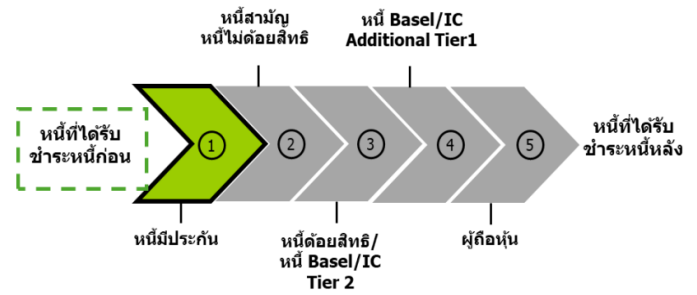 หนี้สามัญ
หนี้ไม่ด้อยสิทธิ
หนี้ Basel/IC
Additional Tier1
หนี้ที่ได้รับ
ชำระหนี้ก่อน
1
2
3
4
5
หนี้ที่ได้รับ
ชำระหนี้หลัง
หนี้มีประกัน
หนี้ด้อยสิทธิ/
หนี้ Basel/IC
Tier 2
ผู้ถือหุ้น